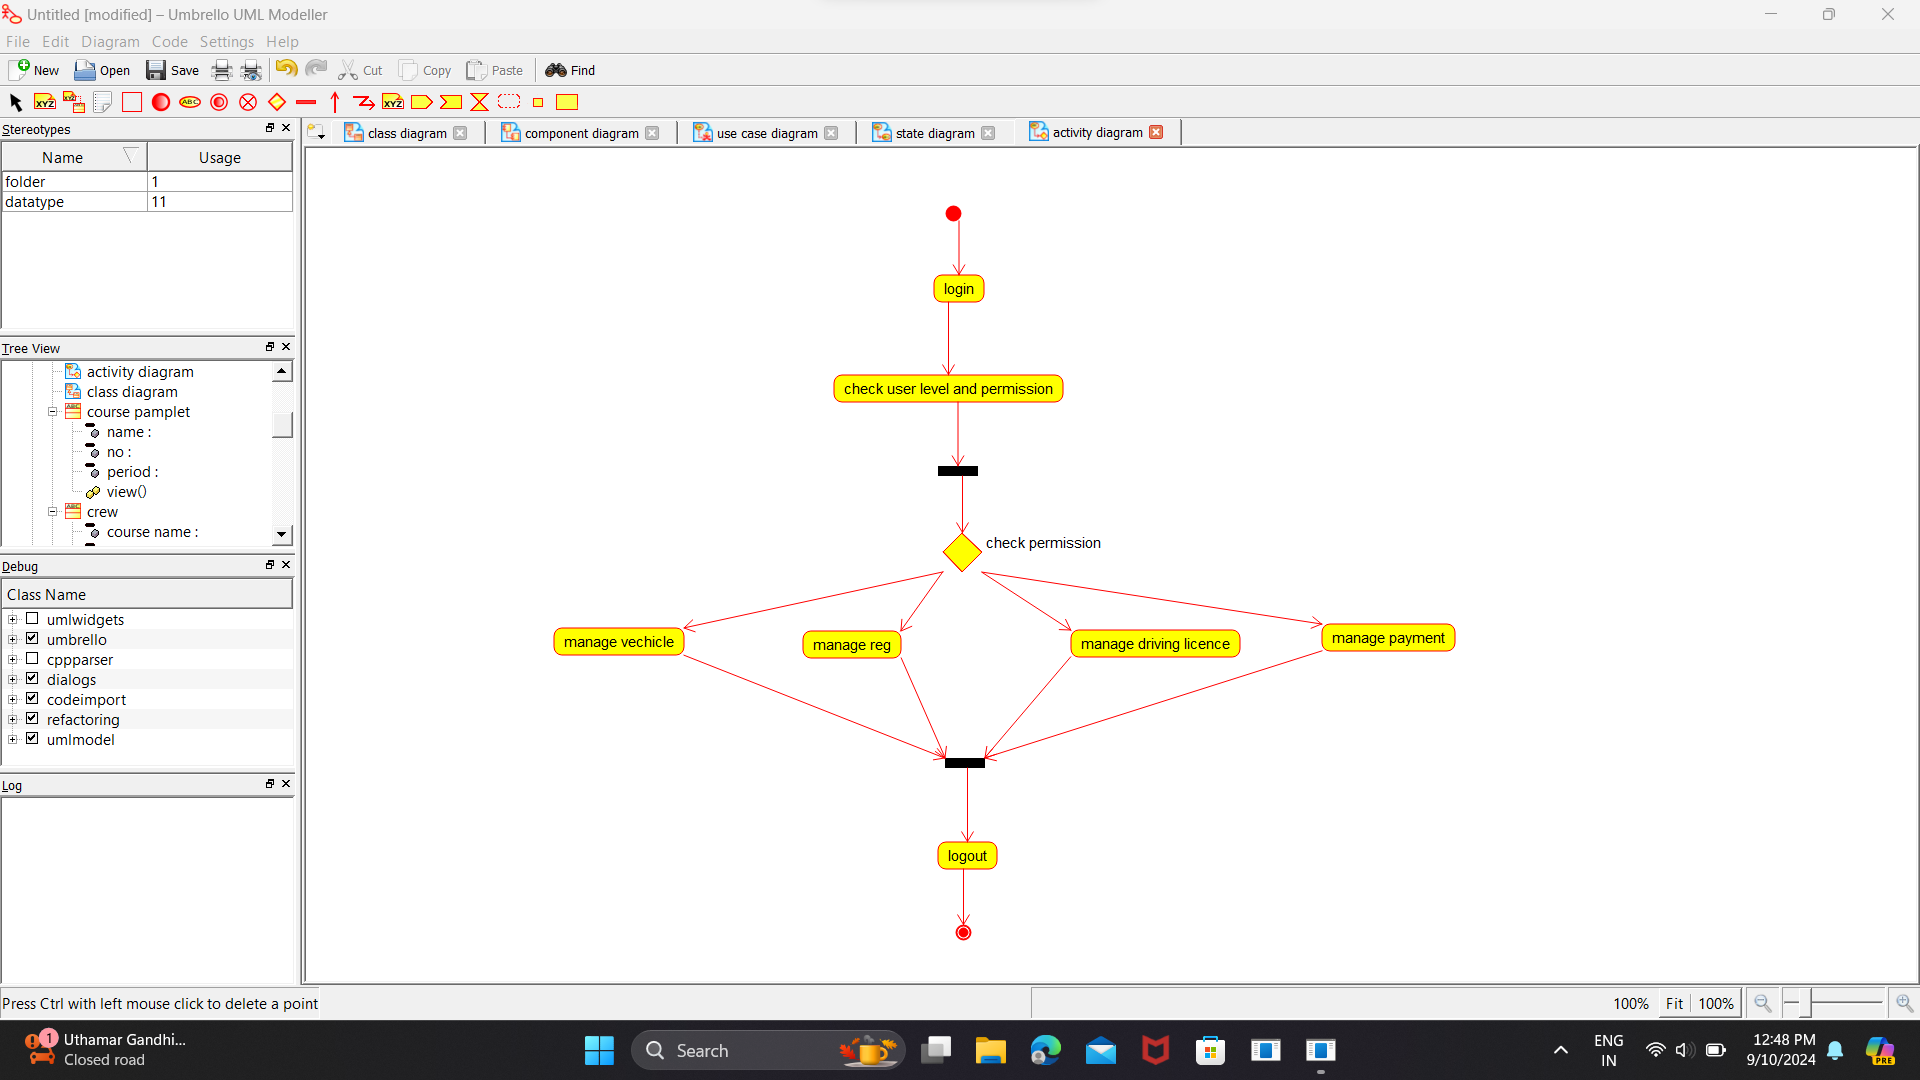 Untitled [modified] – Umbrello UML Modeller
File Edit Diagram Code Settings Help
New Open Save Cut Copy Paste Find
XYZ XYZ ABC XYZ
Stereotypes
class diagram component diagram use case diagram state diagram activity diagram
Name Usage
folder 1
datatype 11
Tree View
activity diagram
class diagram
course pamplet
name :
no :
period :
view()
crew
course name :
Debug
Class Name
umlwidgets
umbrello
cppparser
dialogs
codeimport
refactoring
umlmodel
Log
login
check user level and permission
check permission
manage vechicle
manage reg
manage driving licence
manage payment
logout
Press Ctrl with left mouse click to delete a point
100% Fit 100%
1
Uthamar Gandhi...
Closed road
Search
ENG
IN
12:48 PM
9/10/2024
PRE